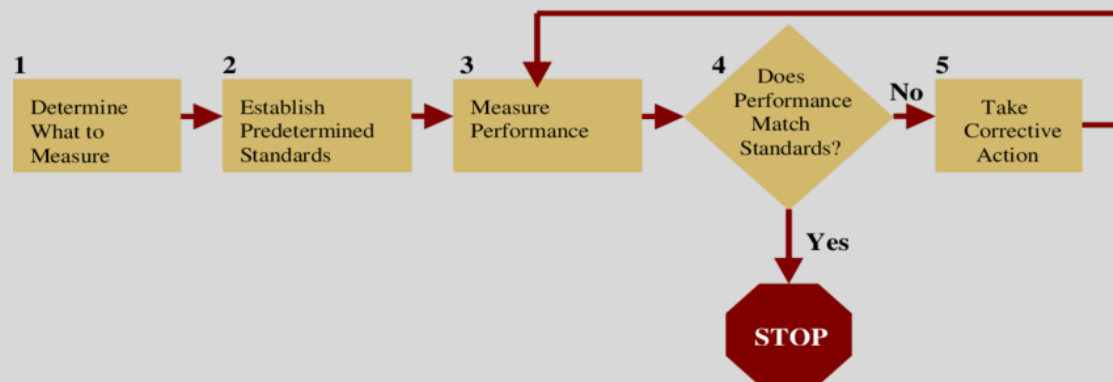 1
Determine
What to
Measure
2
Establish
Predetermined
Standards
3
Measure
Performance
4
Does
Performance
Match
Standards?
No
5
Take
Corrective
Action
Yes
STOP